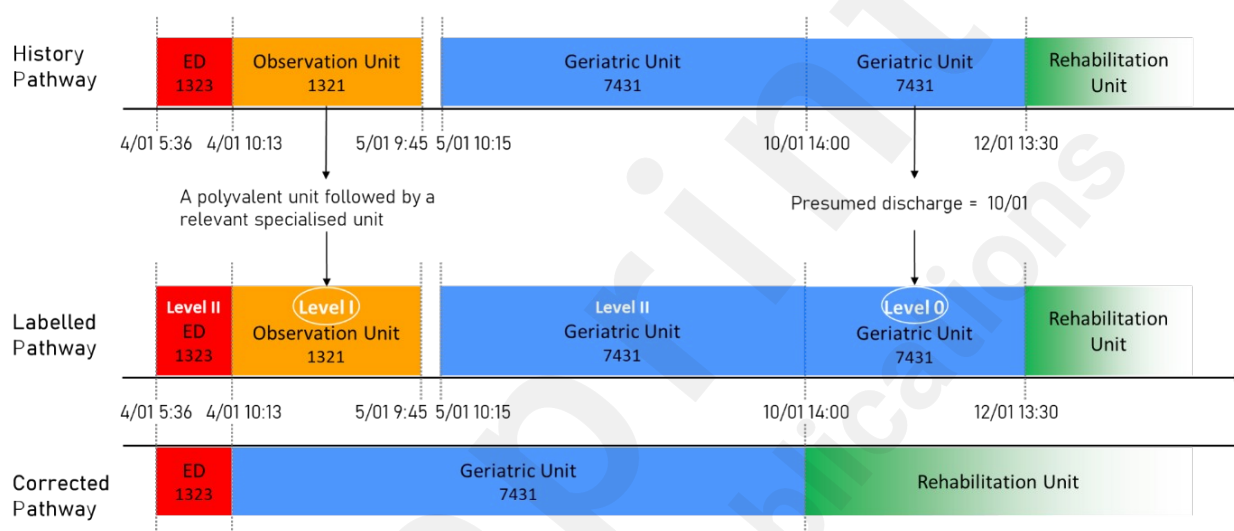 History
Pathway
ED
1323
Observation Unit
1321
Geriatric Unit
7431
Geriatric Unit
7431
Rehabilitation
Unit
4/01 5:36 4/01 10:13 5/01 9:45 5/01 10:15 10/01 14:00 12/01 13:30
A polyvalent unit followed by a
relevant specialised unit
Presumed discharge = 10/01
Labelled
Pathway
Level II
ED
1323
Level I
Observation Unit
1321
Level II
Geriatric Unit
7431
Level 0
Geriatric Unit
7431
Rehabilitation
Unit
4/01 5:36 4/01 10:13 5/01 9:45 5/01 10:15 10/01 14:00 12/01 13:30
Corrected
Pathway
ED
1323
Geriatric Unit
7431
Rehabilitation Unit